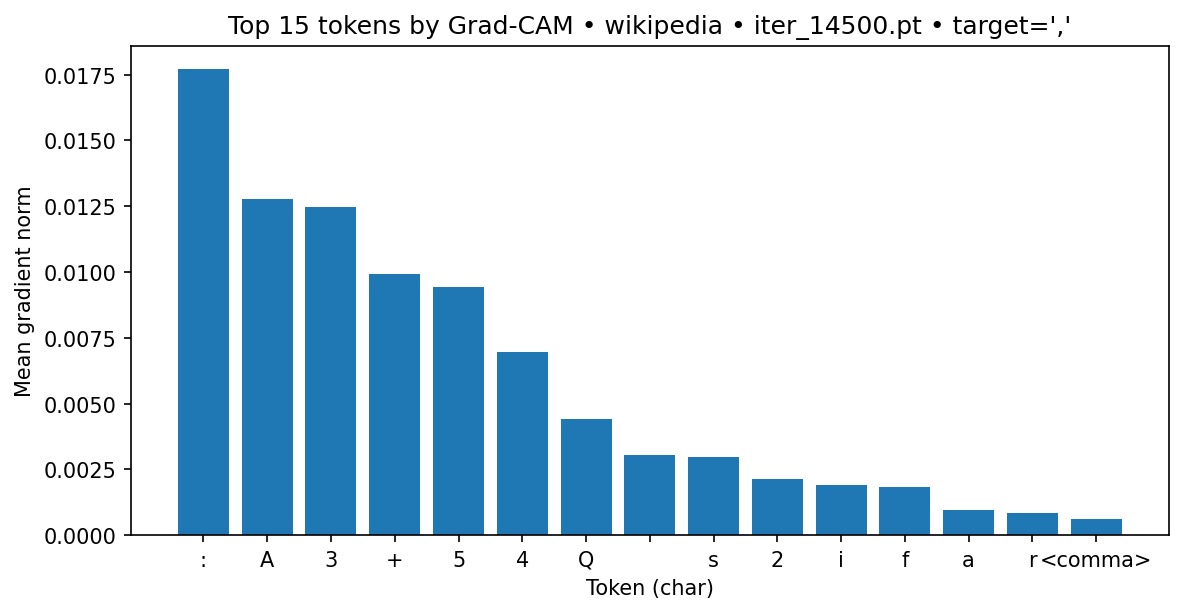 Top 15 tokens by Grad-CAM • wikipedia • iter_14500.pt • target=','
Mean gradient norm
0.0175
0.0150
0.0125
0.0100
0.0075
0.0050
0.0025
0.0000
: A 3 + 5 4 Q s 2 i f a r <comma>
Token (char)